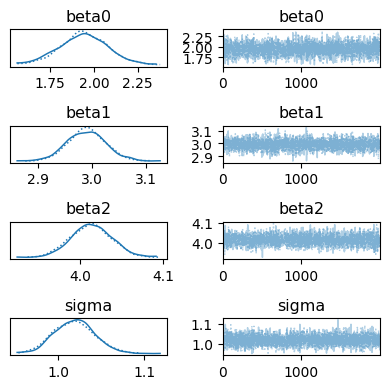 beta0 beta0
2.25
2.00
1.75
1.75 2.00 2.25 0 1000
beta1 beta1
3.1
3.0
2.9
2.9 3.0 3.1 0 1000
beta2 beta2
4.1
4.0
4.0 4.1 0 1000
sigma sigma
1.1
1.0
1.0 1.1 0 1000